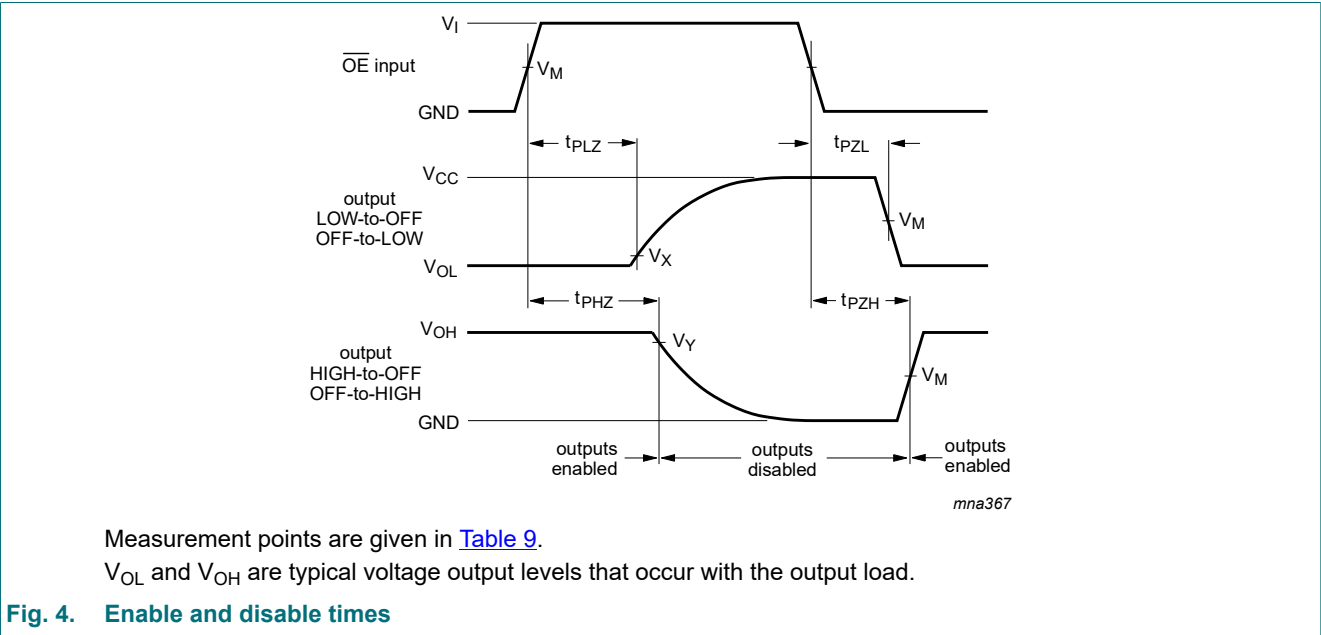 V_I
OE input
V_M
GND
t_PLZ
t_PZL
V_CC
output
LOW-to-OFF
OFF-to-LOW
V_M
V_X
V_OL
t_PHZ
t_PZH
V_OH
output
HIGH-to-OFF
OFF-to-HIGH
V_Y
V_M
GND
outputs
enabled
outputs
disabled
outputs
enabled
mna367
Measurement points are given in Table 9.
V_OL and V_OH are typical voltage output levels that occur with the output load.
Fig. 4. Enable and disable times